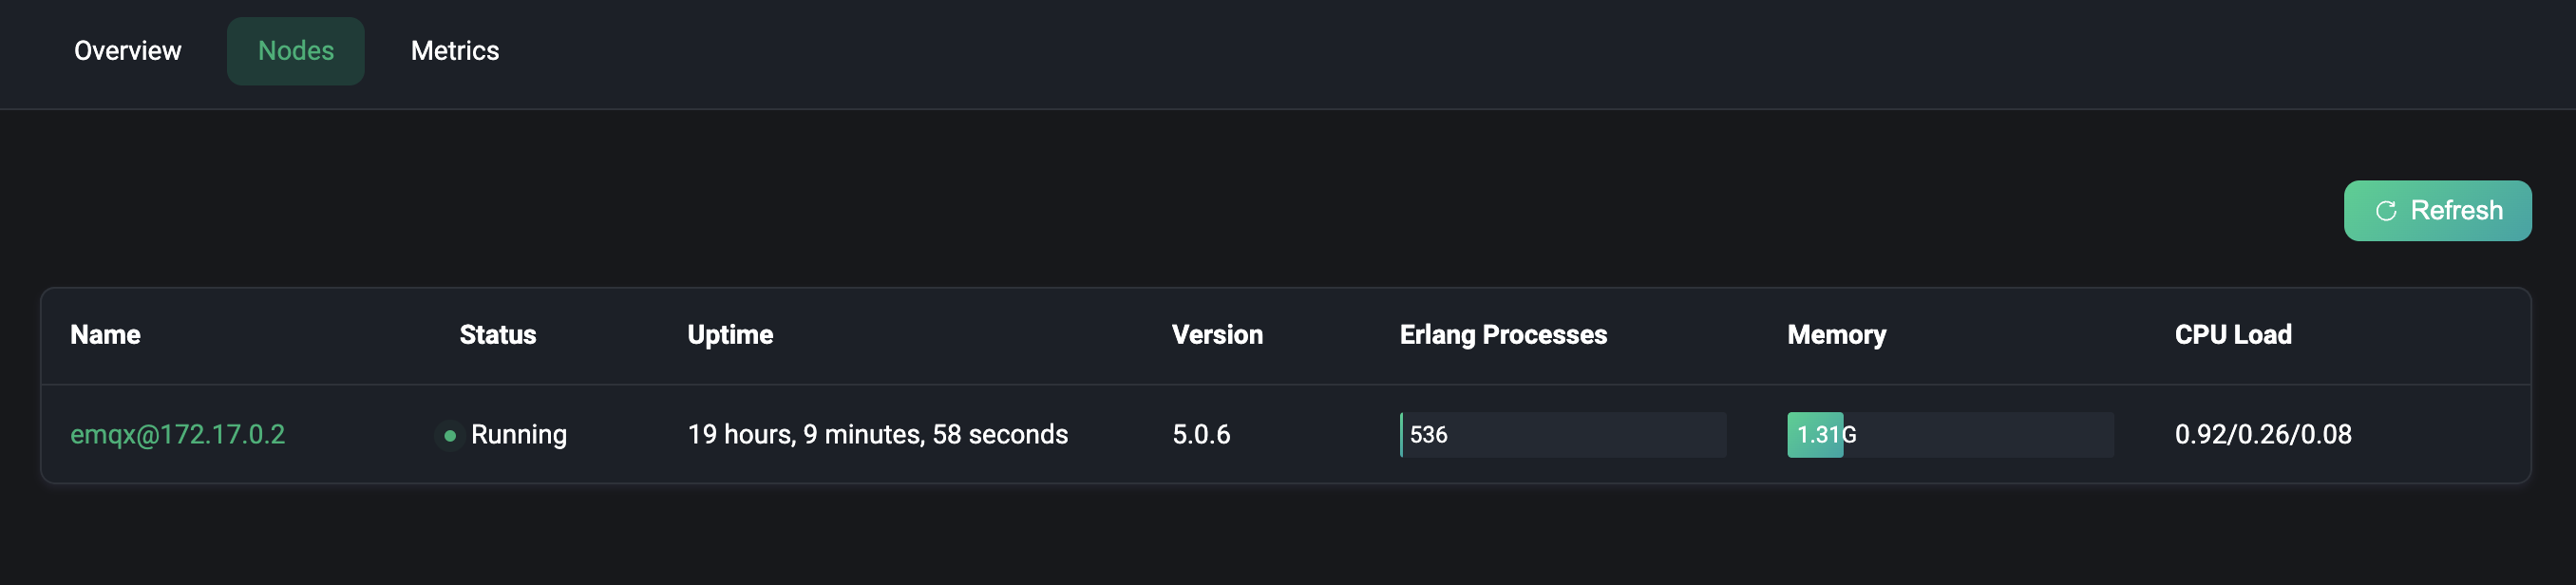 Overview Nodes Metrics
Refresh
Name Status Uptime Version Erlang Processes Memory CPU Load
emqx@172.17.0.2 Running 19 hours, 9 minutes, 58 seconds 5.0.6 536 1.31G 0.92/0.26/0.08